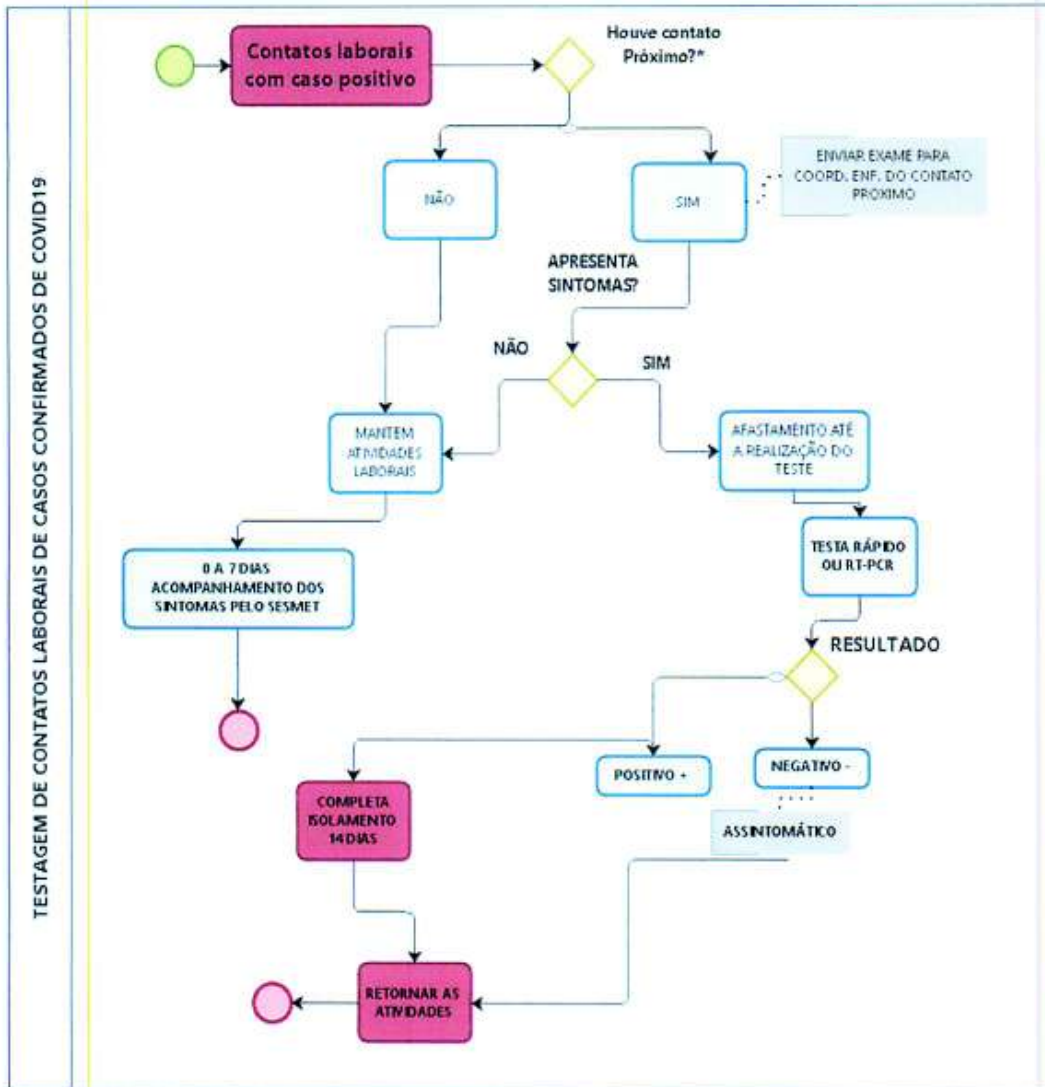 TESTAGEM DE CONTATOS LABORAIS DE CASOS CONFIRMADOS DE COVID19
Contatos laborais
com caso positivo
Houve contato
Próximo?*
NÃO
SIM
ENVIAR EXAME PARA
COORD. ENF. DO CONTATO
PROXIMO
APRESENTA
SINTOMAS?
NÃO
SIM
MANTEM
ATIVIDADES
LABORAIS
AFASTAMENTO ATÉ
A REALIZAÇÃO DO
TESTE
0 A 7 DIAS
ACOMPANHAMENTO DOS
SINTOMAS PELO SESMET
TESTA RÁPIDO
OU RT-PCR
RESULTADO
POSITIVO +
NEGATIVO -
COMPLETA
ISOLAMENTO
14 DIAS
ASSINTOMÁTICO
RETORNAR AS
ATIVIDADES